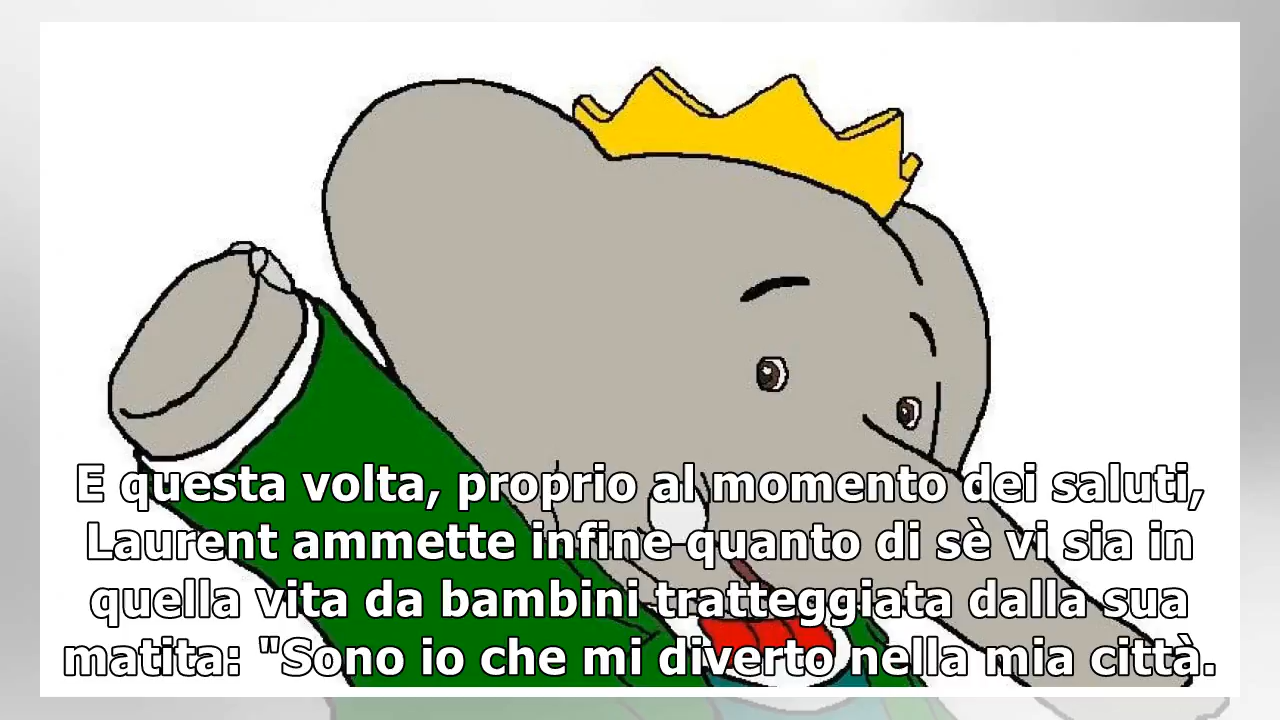 E questa volta, proprio al momento dei saluti,
Laurent ammette infine quanto di sè vi sia in
quella vita da bambini tratteggiata dalla sua
matita: "Sono io che mi diverto nella mia città.